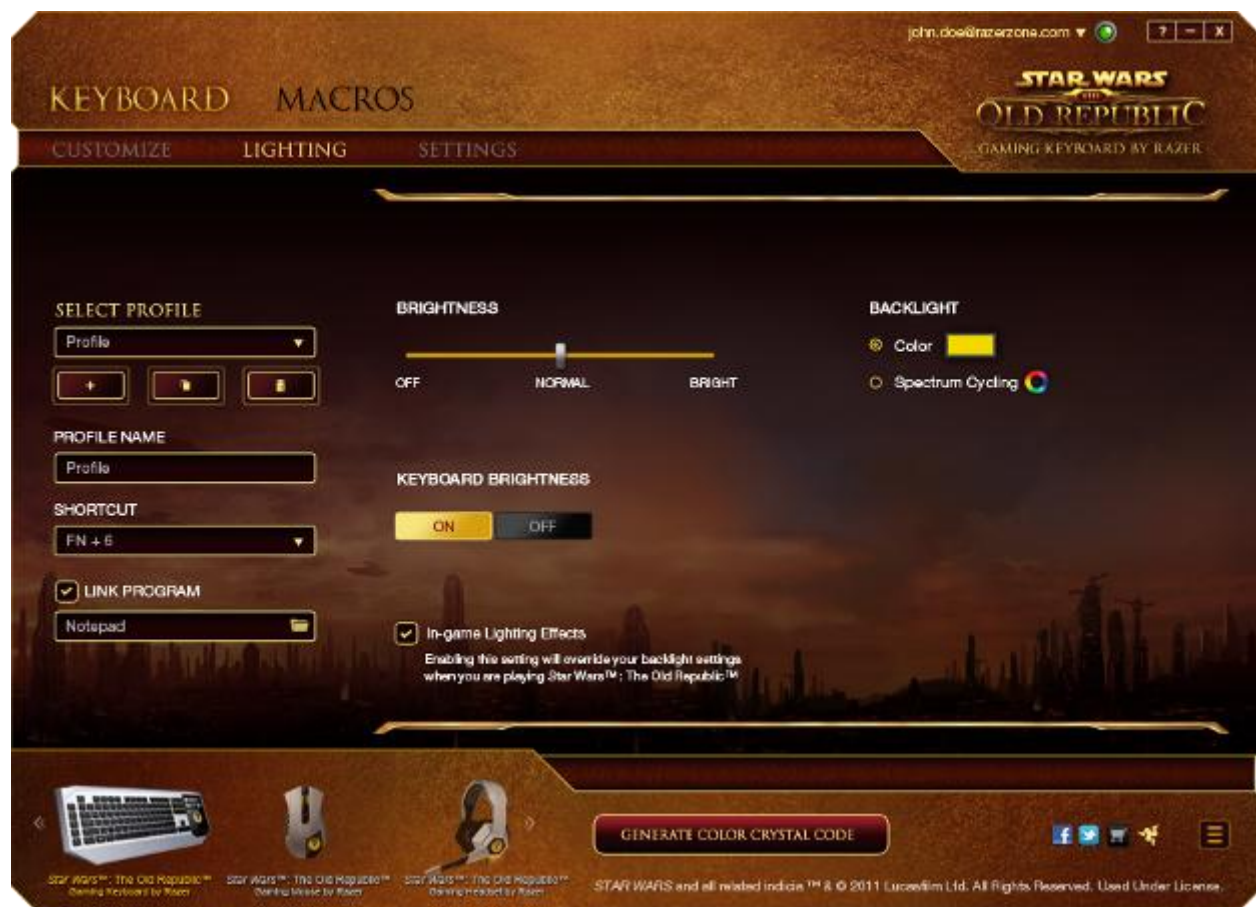 john.doe@razerzone.com
? – X
KEYBOARD MACROS
STAR WARS
THE
OLD REPUBLIC
GAMING KEYBOARD BY RAZER
CUSTOMIZE LIGHTING SETTINGS
SELECT PROFILE
Profile
PROFILE NAME
Profile
SHORTCUT
FN + 6
LINK PROGRAM
Notepad
BRIGHTNESS
OFF NORMAL BRIGHT
KEYBOARD BRIGHTNESS
ON OFF
In-game Lighting Effects
Enabling this setting will override your backlight settings
when you are playing Star Wars™: The Old Republic™
BACKLIGHT
Color
Spectrum Cycling
Star Wars™: The Old Republic™
Gaming Keyboard by Razer
Star Wars™: The Old Republic™
Gaming Mouse by Razer
Star Wars™: The Old Republic™
Gaming Headset by Razer
GENERATE COLOR CRYSTAL CODE
STAR WARS and all related indicia ™ & © 2011 Lucasfilm Ltd. All Rights Reserved. Used Under License.